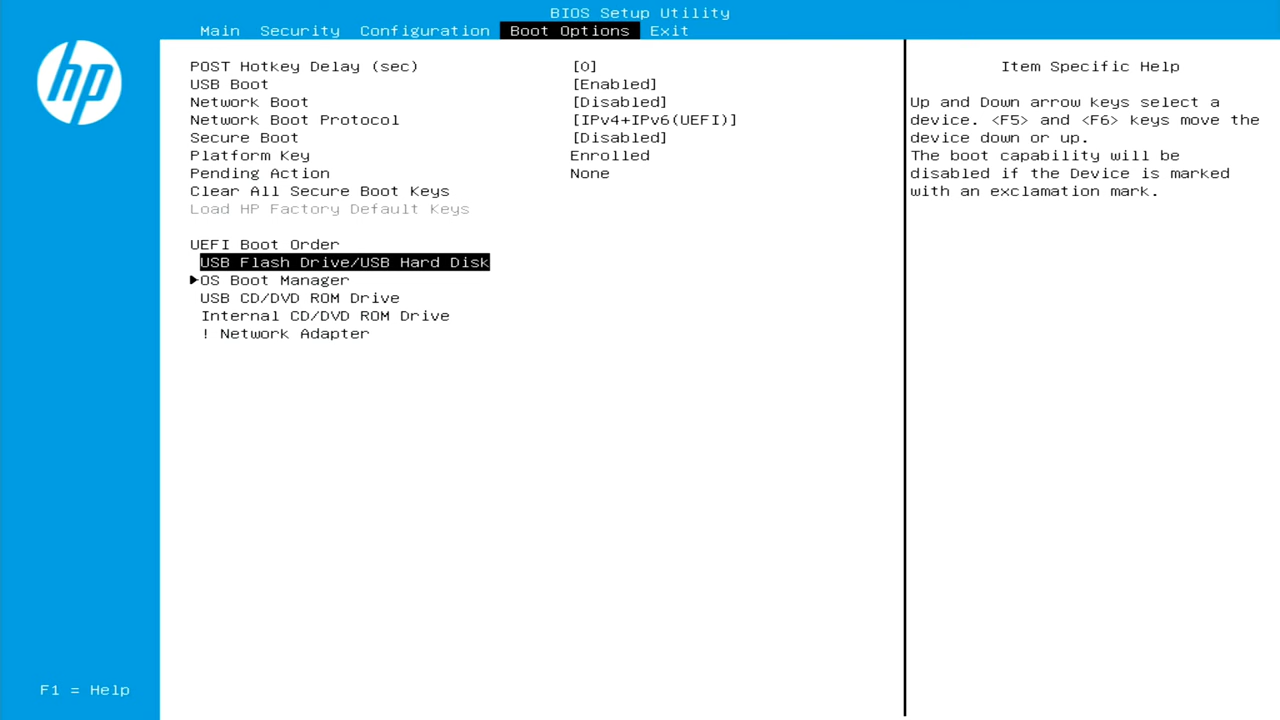 BIOS Setup Utility
Main Security Configuration Boot Options Exit
hp
POST Hotkey Delay (sec) [0]
USB Boot [Enabled]
Network Boot [Disabled]
Network Boot Protocol [IPv4+IPv6(UEFI)]
Secure Boot [Disabled]
Platform Key Enrolled
Pending Action None
Clear All Secure Boot Keys
Load HP Factory Default Keys
UEFI Boot Order
USB Flash Drive/USB Hard Disk
▶OS Boot Manager
USB CD/DVD ROM Drive
Internal CD/DVD ROM Drive
! Network Adapter
Item Specific Help
Up and Down arrow keys select a
device. <F5> and <F6> keys move the
device down or up.
The boot capability will be
disabled if the Device is marked
with an exclamation mark.
F1 = Help